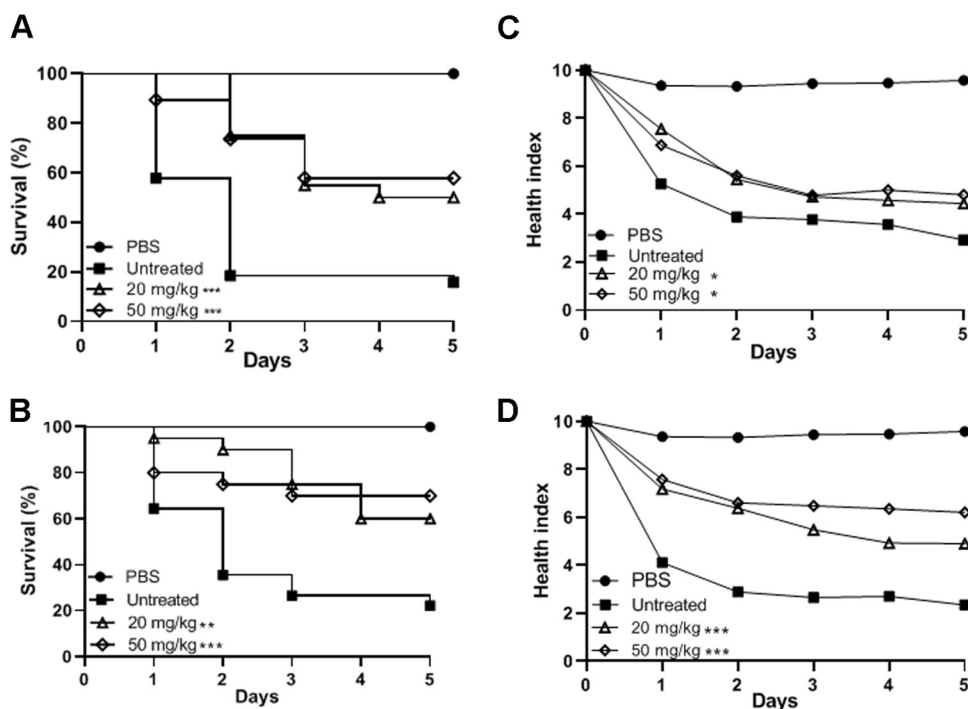 A
Survival (%)
100
80
60
40
20
0
PBS
Untreated
20 mg/kg ***
50 mg/kg ***
0 1 2 3 4 5
Days
C
Health index
10
8
6
4
2
0
PBS
Untreated
20 mg/kg *
50 mg/kg *
0 1 2 3 4 5
Days
B
Survival (%)
100
80
60
40
20
0
PBS
Untreated
20 mg/kg **
50 mg/kg ***
0 1 2 3 4 5
Days
D
Health index
10
8
6
4
2
0
PBS
Untreated
20 mg/kg ***
50 mg/kg ***
0 1 2 3 4 5
Days